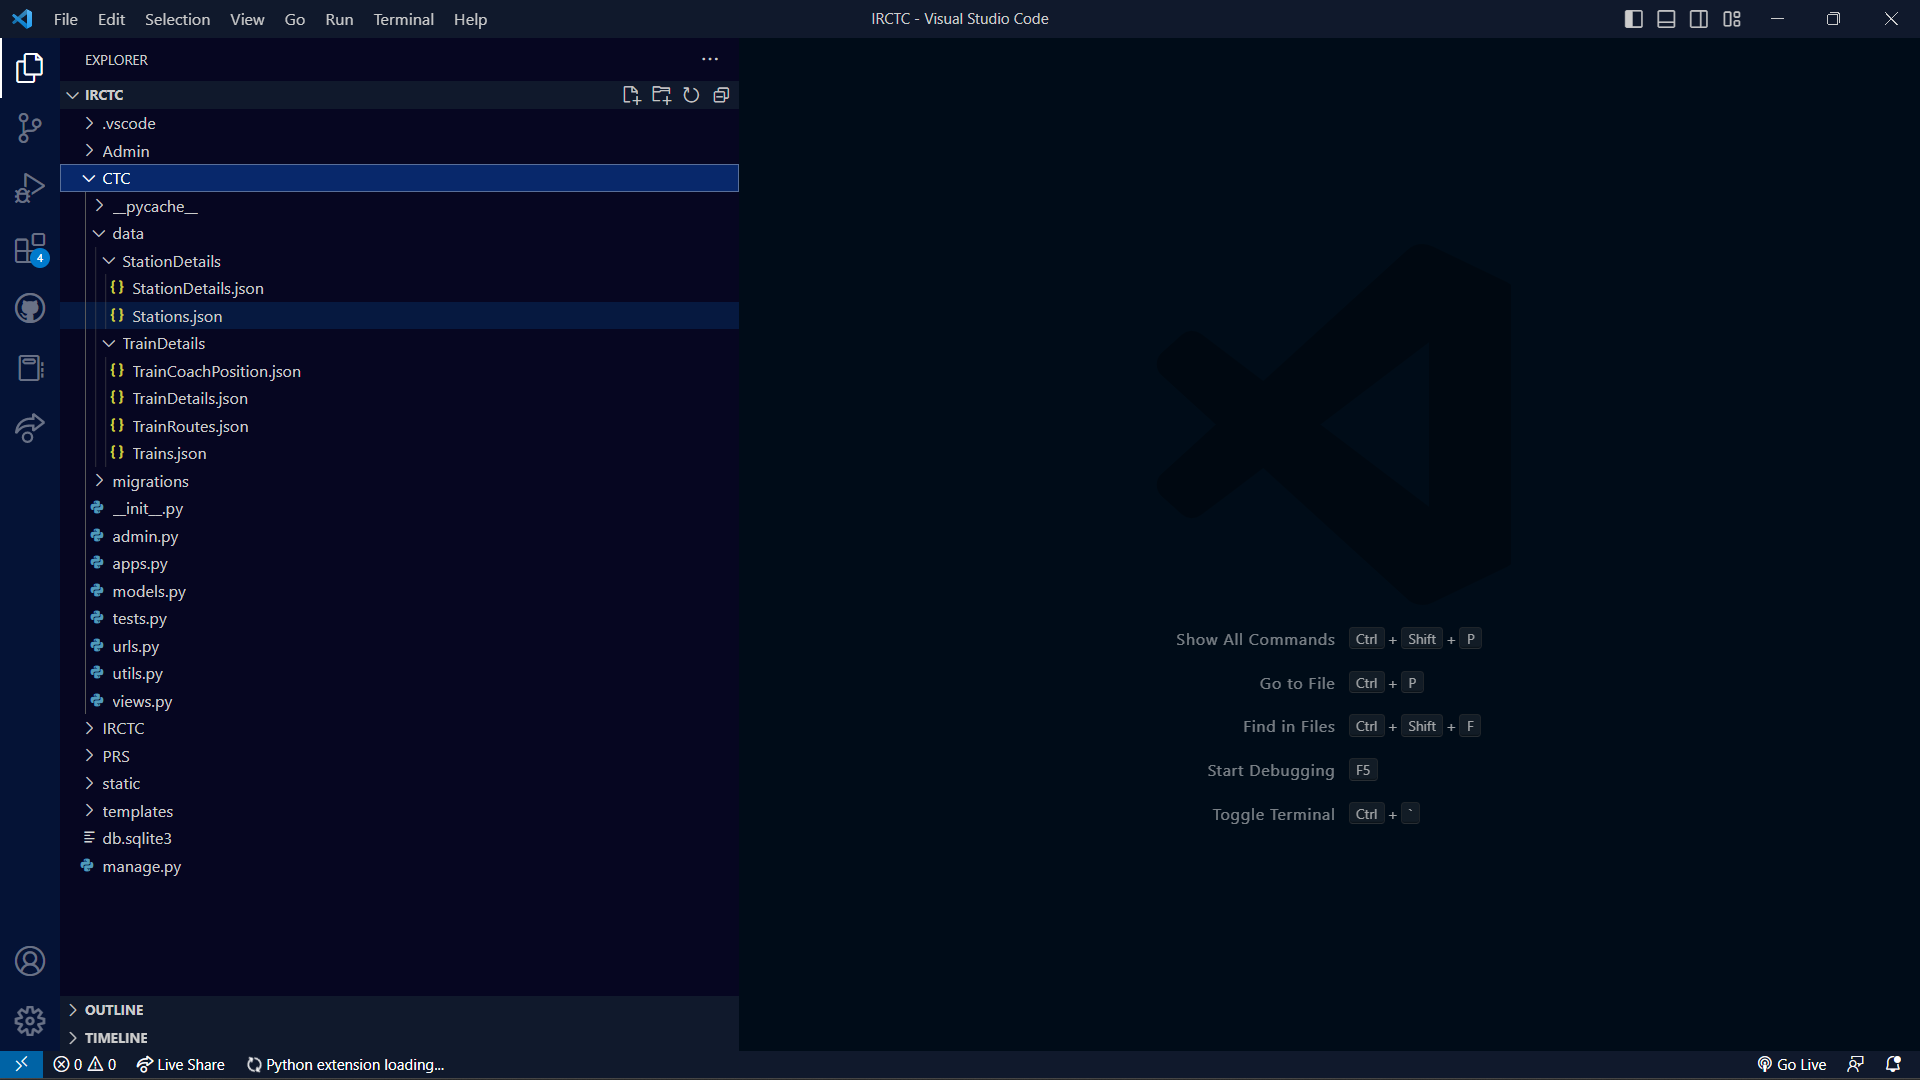 File Edit Selection View Go Run Terminal Help
IRCTC - Visual Studio Code
EXPLORER
IRCTC
.vscode
Admin
CTC
__pycache__
data
StationDetails
StationDetails.json
Stations.json
TrainDetails
TrainCoachPosition.json
TrainDetails.json
TrainRoutes.json
Trains.json
migrations
__init__.py
admin.py
apps.py
models.py
tests.py
urls.py
utils.py
views.py
IRCTC
PRS
static
templates
db.sqlite3
manage.py
OUTLINE
TIMELINE
4
Show All Commands Ctrl + Shift + P
Go to File Ctrl + P
Find in Files Ctrl + Shift + F
Start Debugging F5
Toggle Terminal Ctrl + `
0 0 Live Share Python extension loading... Go Live